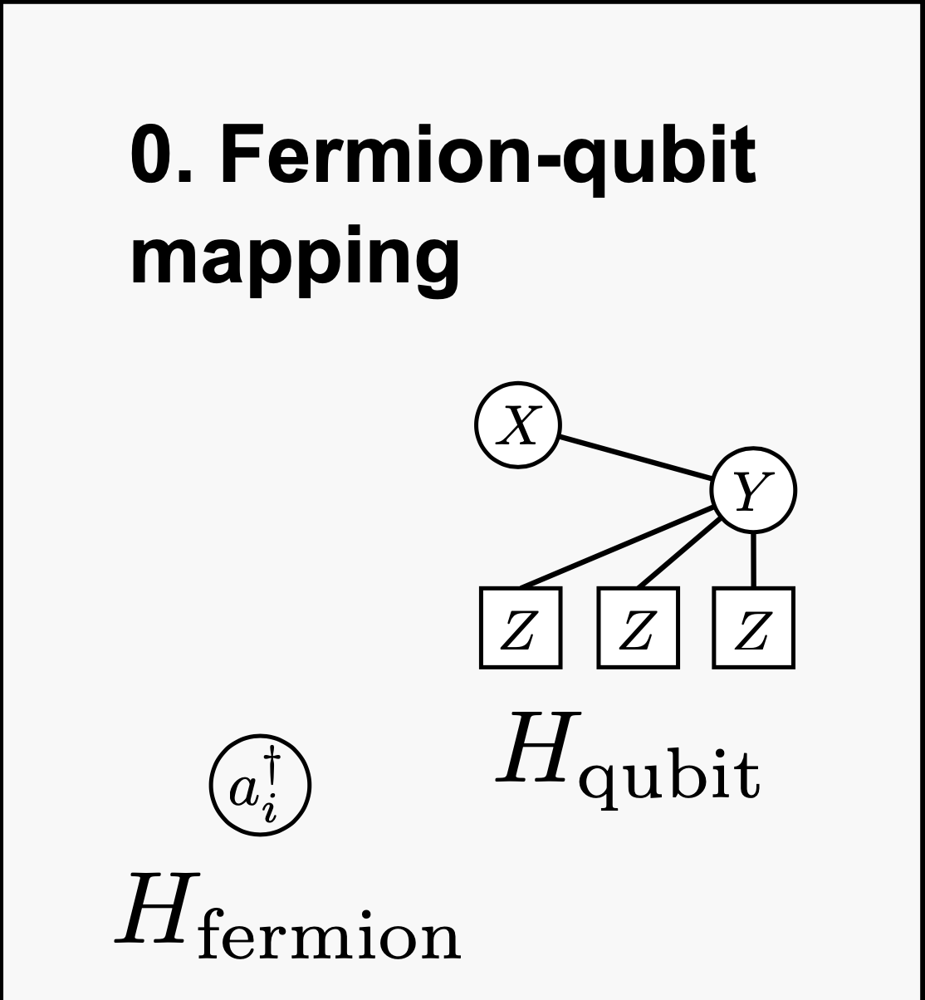 0. Fermion-qubit
mapping
X
Y
Z Z Z
H_qubit
a_i^†
H_fermion